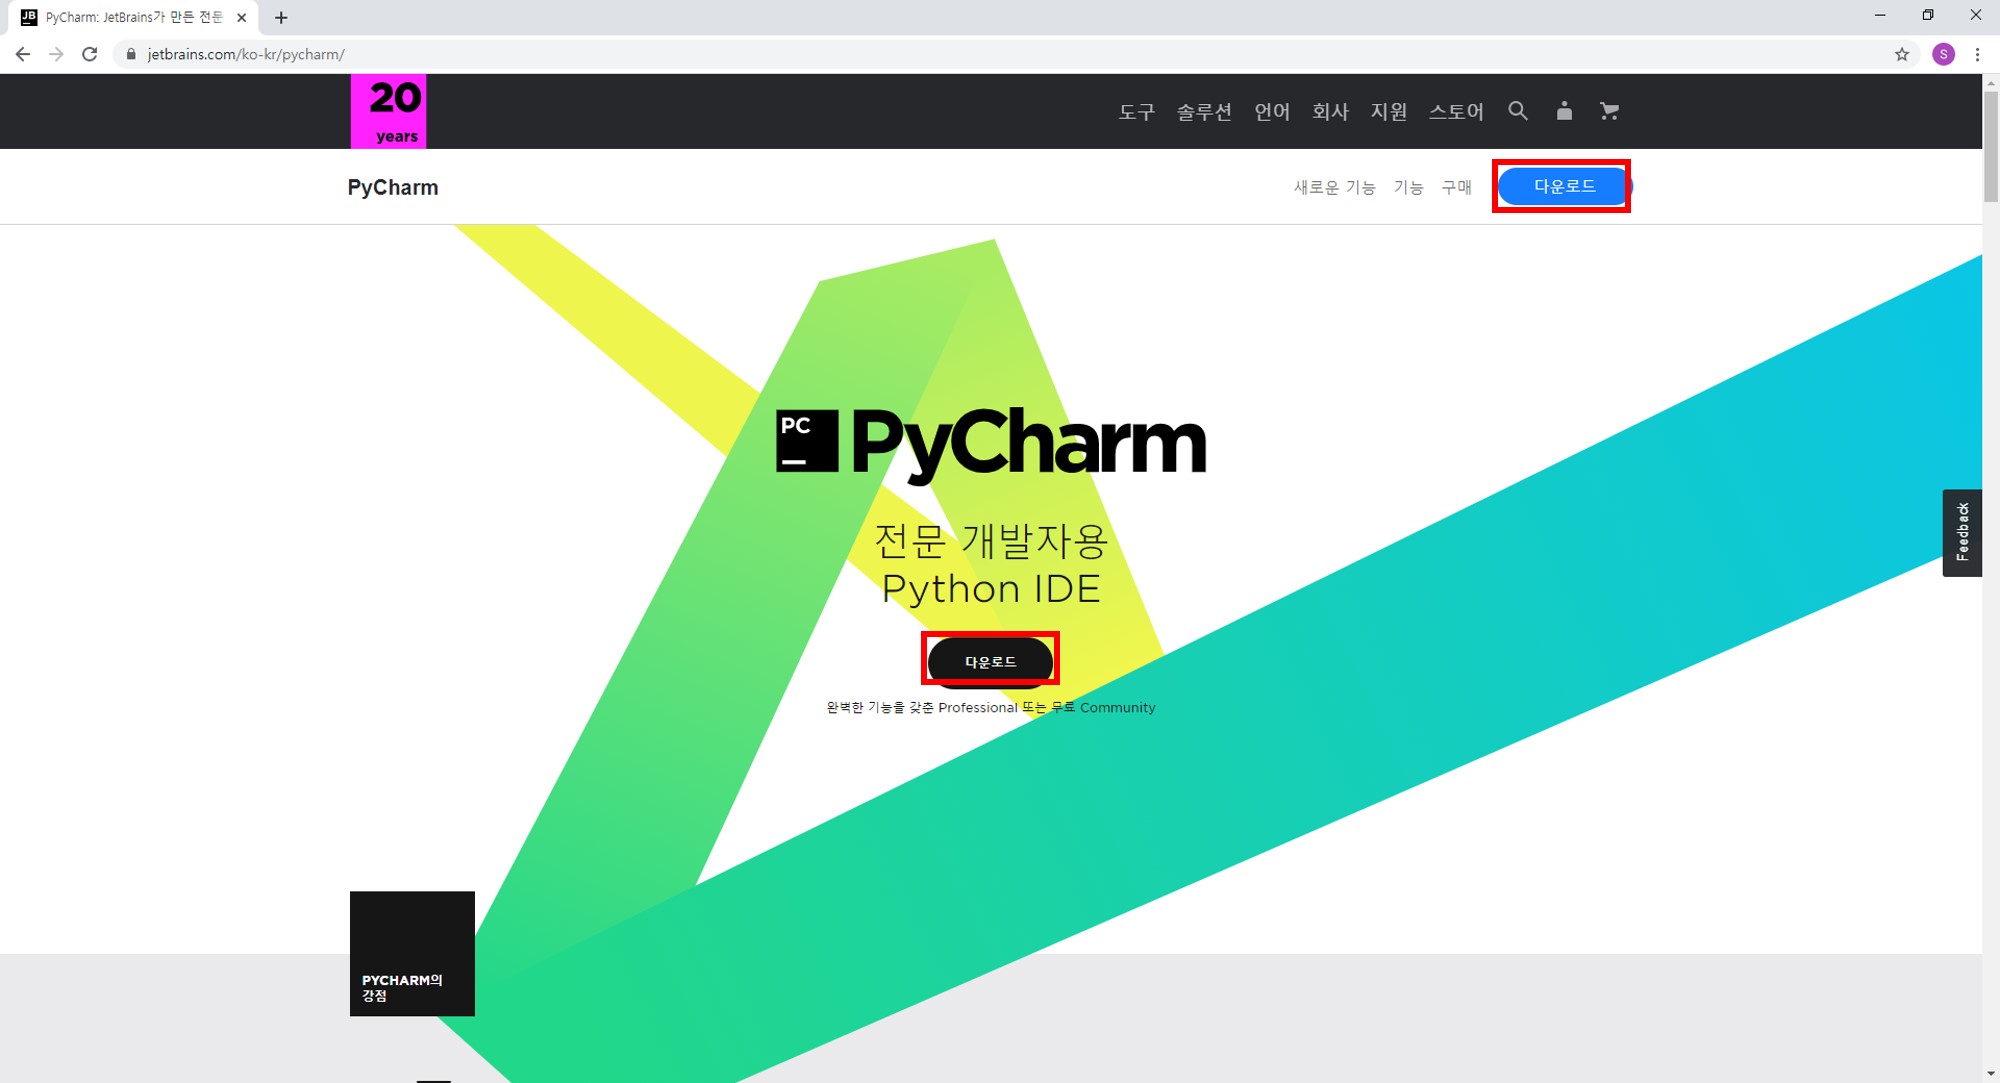 JB
PyCharm: JetBrains가 만든 전문
jetbrains.com/ko-kr/pycharm/
S
20
years
도구 솔루션 언어 회사 지원 스토어
PyCharm
새로운 기능 기능 구매 다운로드
PC
PyCharm
전문 개발자용
Python IDE
다운로드
완벽한 기능을 갖춘 Professional 또는 무료 Community
Feedback
PYCHARM의
강점